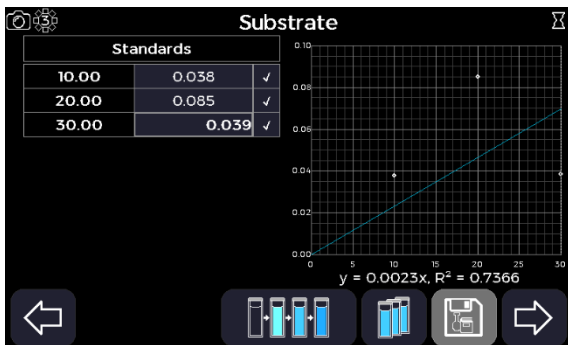 3
Substrate
Standards
10.00 0.038 ✓
20.00 0.085 ✓
30.00 0.039 ✓
0.10
0.08
0.06
0.04
0.02
0.00
0 5 10 15 20 25 30
y = 0.0023x, R² = 0.7366